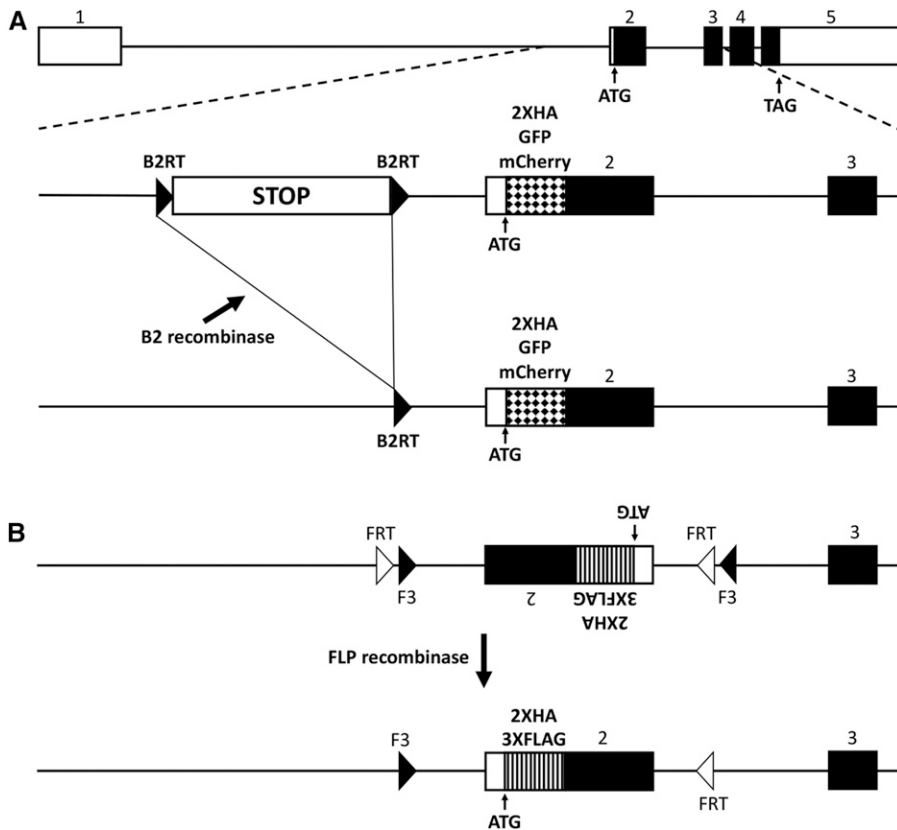 A
1
2
3
4
5
ATG
TAG
2XHA
GFP
mCherry
B2RT
B2RT
2
3
STOP
ATG
B2 recombinase
2XHA
GFP
mCherry
2
3
B2RT
ATG
B
ATG
FRT
FRT
3
F3
2
3XFLAG
2XHA
F3
FLP recombinase
2XHA
3XFLAG
F3
2
3
FRT
ATG